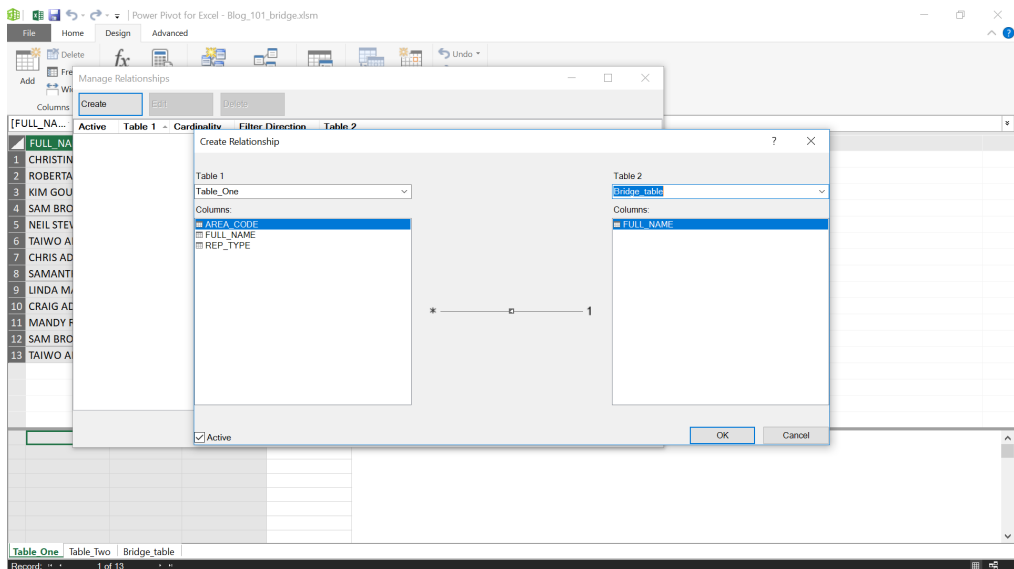 Power Pivot for Excel - Blog_101_bridge.xlsm
File Home Design Advanced
Add
Delete
Fre
Wi
Columns
fx
Undo
[FULL_NA...
Manage Relationships
Create Edit Delete
Active Table 1 Cardinality Filter Direction Table 2
FULL_NA
1 CHRISTIN
2 ROBERTA
3 KIM GOU
4 SAM BRO
5 NEIL STEV
6 TAIWO A
7 CHRIS AD
8 SAMANTI
9 LINDA M
10 CRAIG AD
11 MANDY F
12 SAM BRO
13 TAIWO A
Create Relationship ?
Table 1
Table_One
Columns:
AREA_CODE
FULL_NAME
REP_TYPE
* 1
Table 2
Bridge_table
Columns:
FULL_NAME
Active
OK Cancel
Table_One Table_Two Bridge_table
Record: 1 of 13